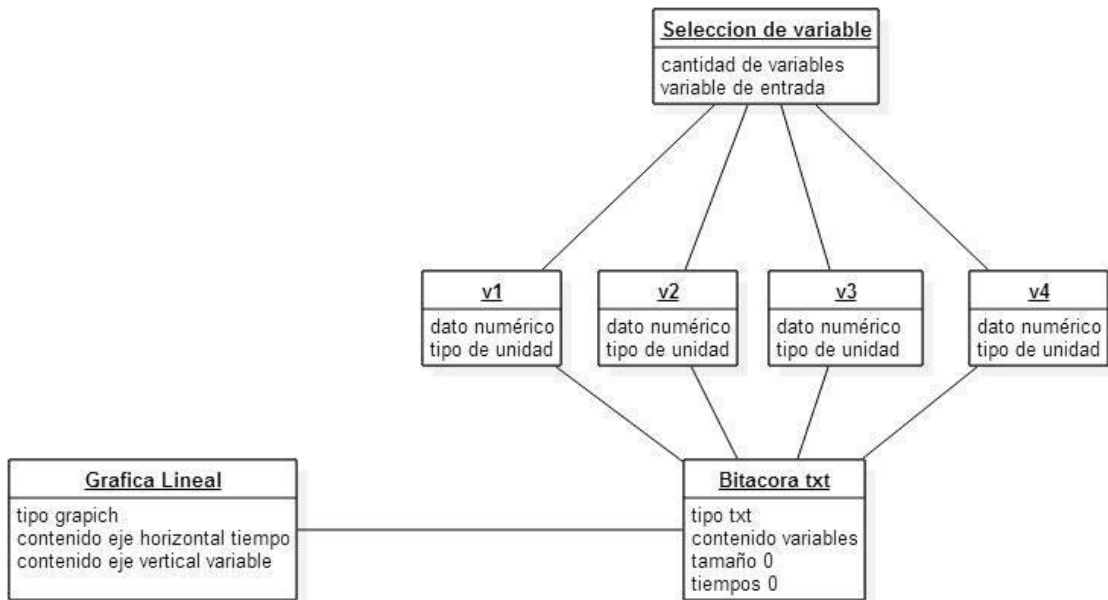 Seleccion de variable
cantidad de variables
variable de entrada
v1
dato numérico
tipo de unidad
v2
dato numérico
tipo de unidad
v3
dato numérico
tipo de unidad
v4
dato numérico
tipo de unidad
Grafica Lineal
tipo grapich
contenido eje horizontal tiempo
contenido eje vertical variable
Bitacora txt
tipo txt
contenido variables
tamaño 0
tiempos 0